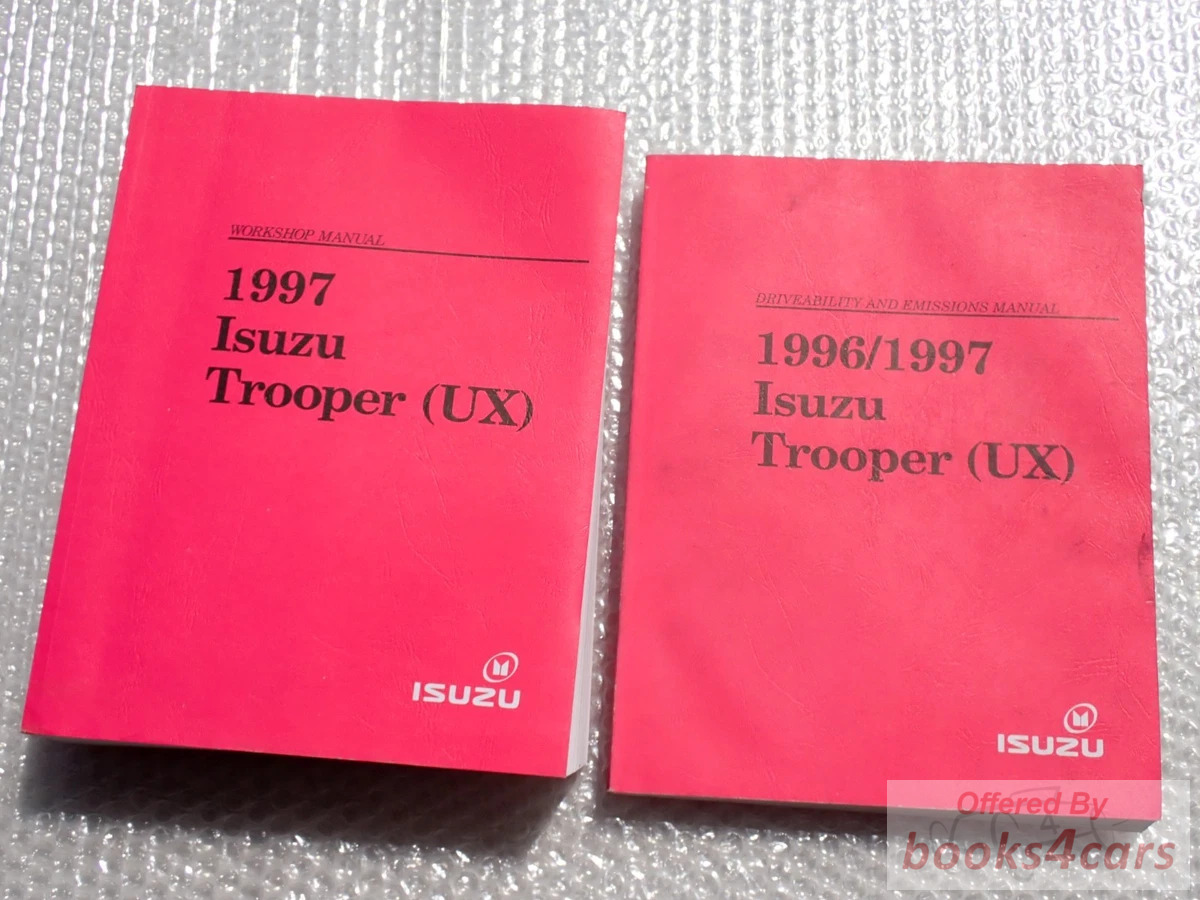 WORKSHOP MANUAL
1997
Isuzu
Trooper (UX)
ISUZU
DRIVEABILITY AND EMISSIONS MANUAL
1996/1997
Isuzu
Trooper (UX)
ISUZU
Offered By
books4cars